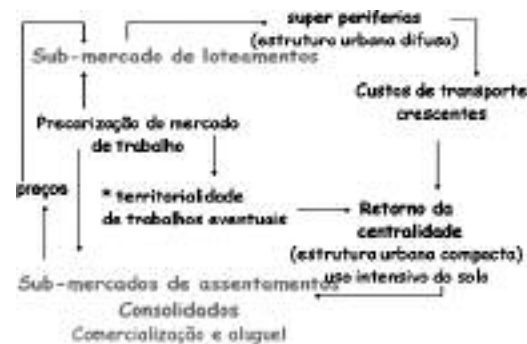 super periferias
(estrutura urbana difusa)
Sub-mercado de loteamentos
Custos de transporte
crescentes
Precarização do mercado
de trabalho
preços
* territorialidade
de trabalhos eventuais
Retorno da
centralidade
(estrutura urbana compacta)
uso intensivo do solo
Sub-mercados de assentamentos
Consolidados
Comercialização e aluguel